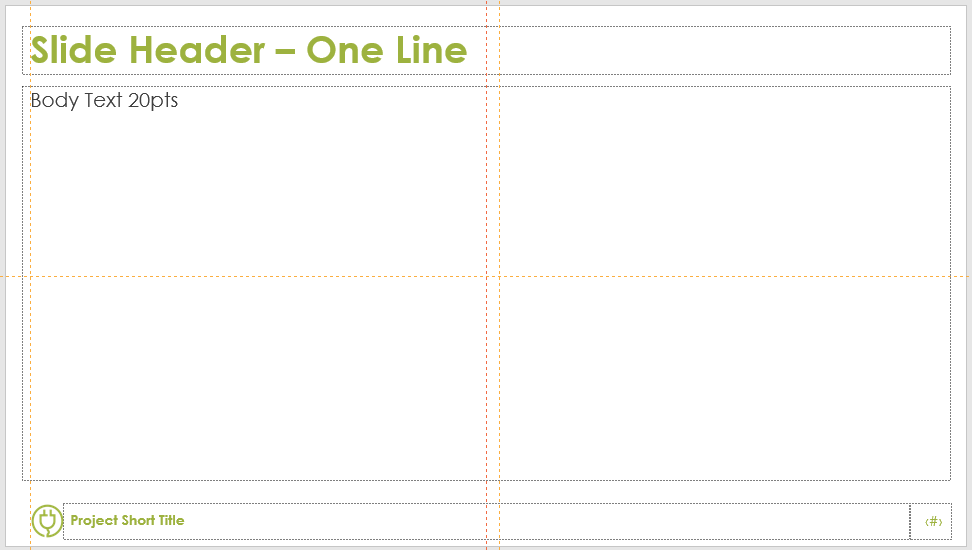 Slide Header – One Line
Body Text 20pts
Project Short Title
‹#›